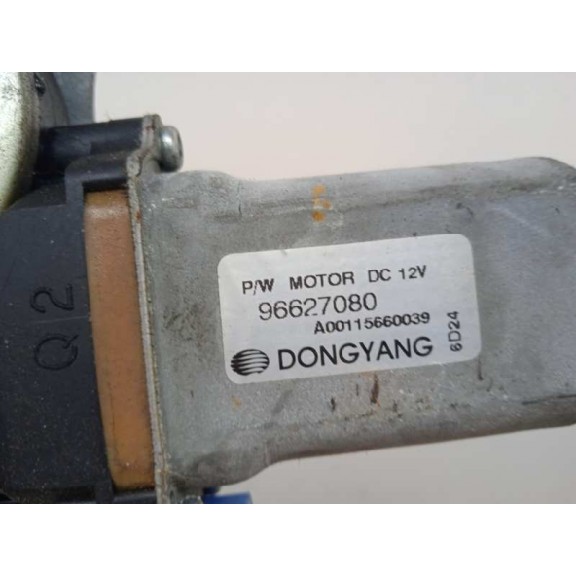 P/W MOTOR DC 12V
96627080
A00115660039
DONGYANG
6D24
Q2